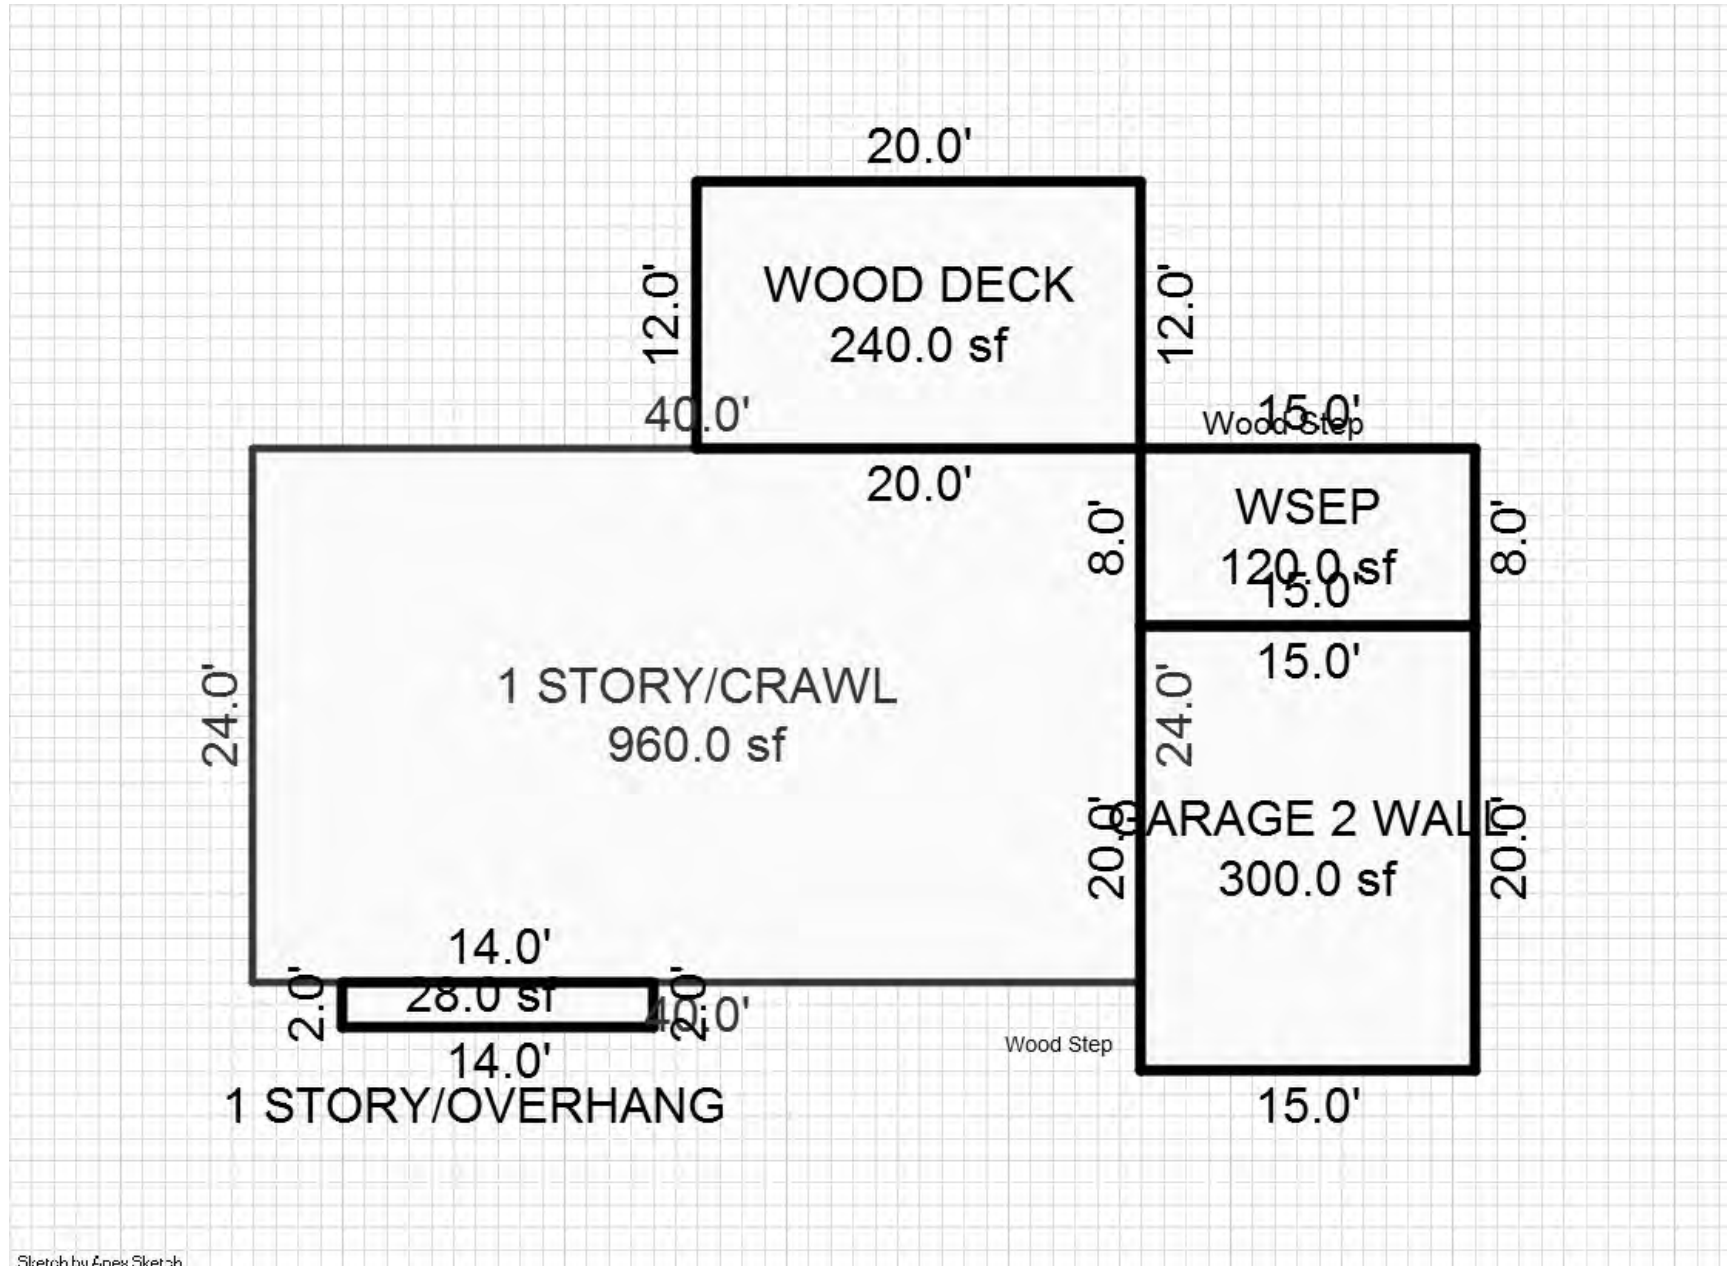 20.0'
12.0'
WOOD DECK
240.0 sf
12.0'
40.0'
20.0'
15.0'
Wood Step
8.0'
WSEP
120.0 sf
15.0'
8.0'
15.0'
24.0'
1 STORY/CRAWL
960.0 sf
24.0'
20.0'
GARAGE 2 WALL
300.0 sf
20.0'
14.0'
2.0'
28.0 sf
2.0'
40.0'
14.0'
1 STORY/OVERHANG
Wood Step
15.0'
Sketch by Apex Sketch